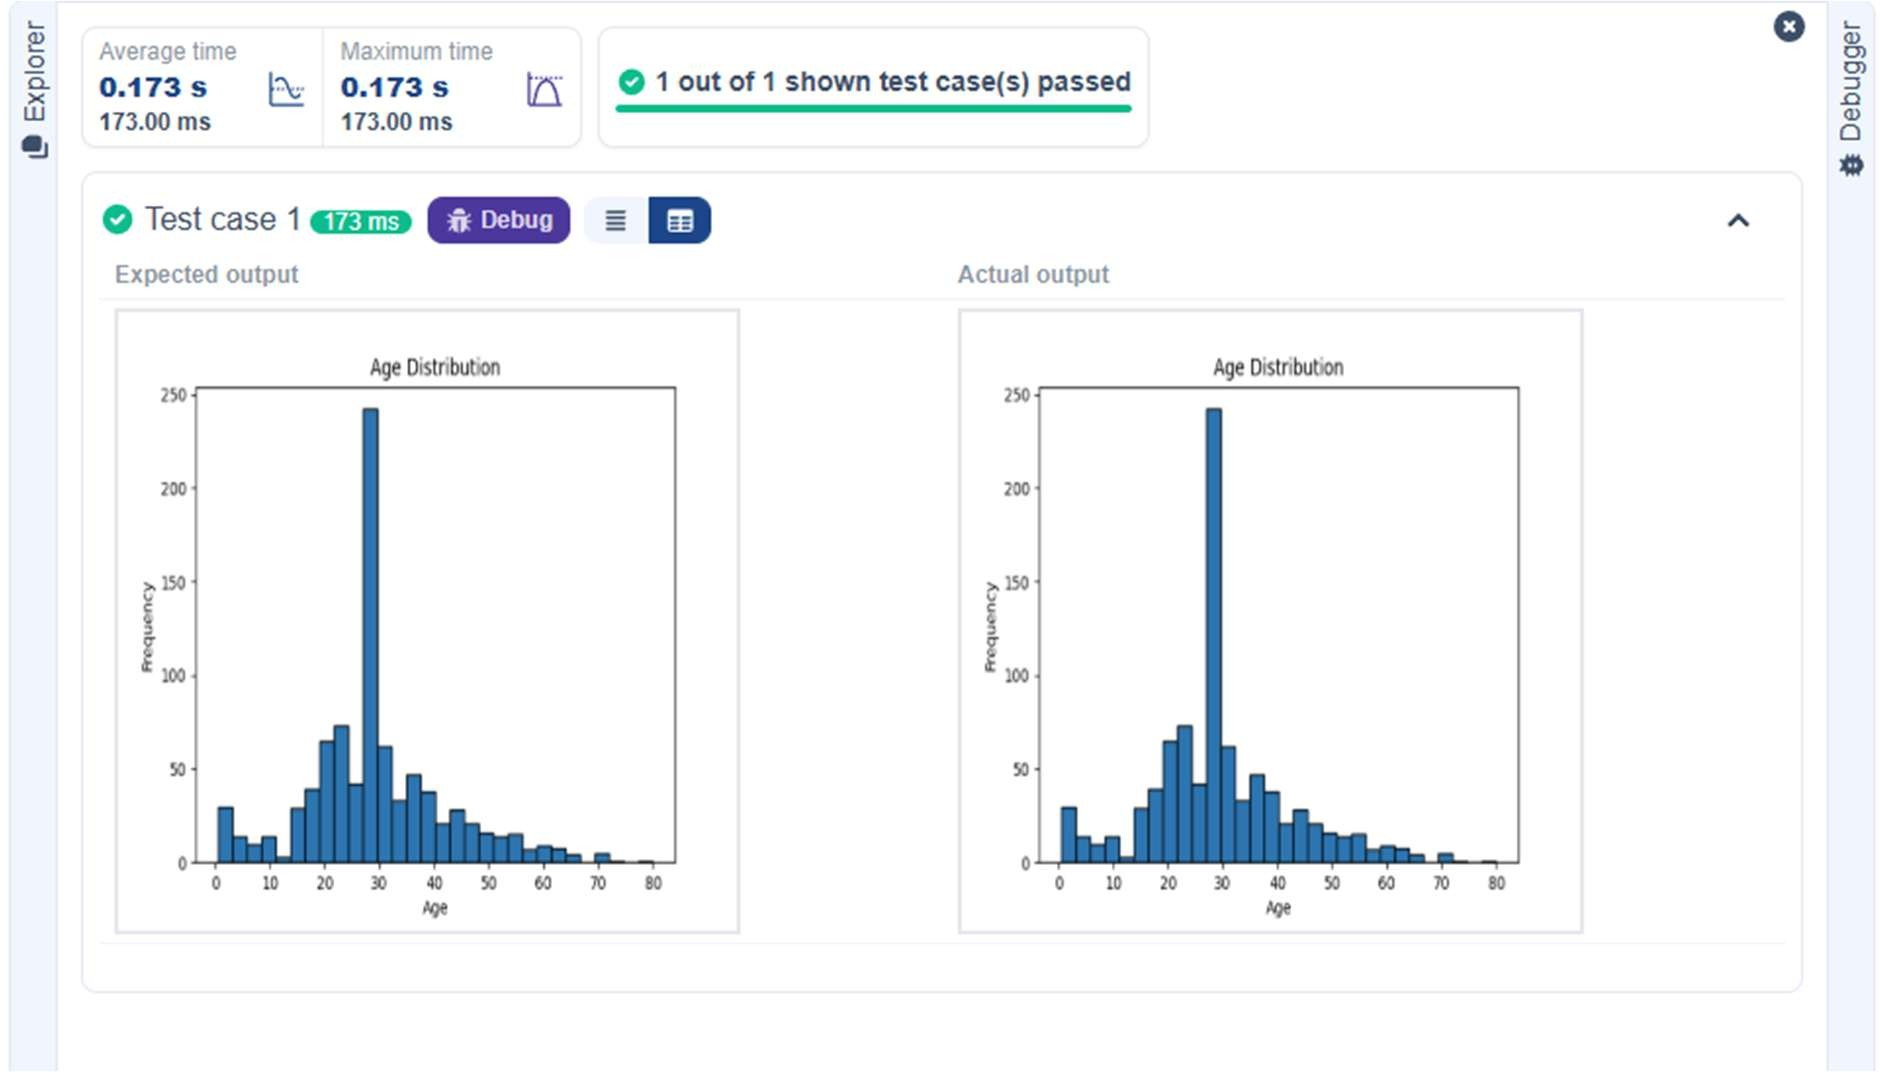 Explorer
Average time
0.173 s
173.00 ms
Maximum time
0.173 s
173.00 ms
1 out of 1 shown test case(s) passed
Debugger
Test case 1 173 ms Debug
Expected output
Actual output
Age Distribution
250
200
150
100
50
0
Frequency
0 10 20 30 40 50 60 70 80
Age
Age Distribution
250
200
150
100
50
0
Frequency
0 10 20 30 40 50 60 70 80
Age